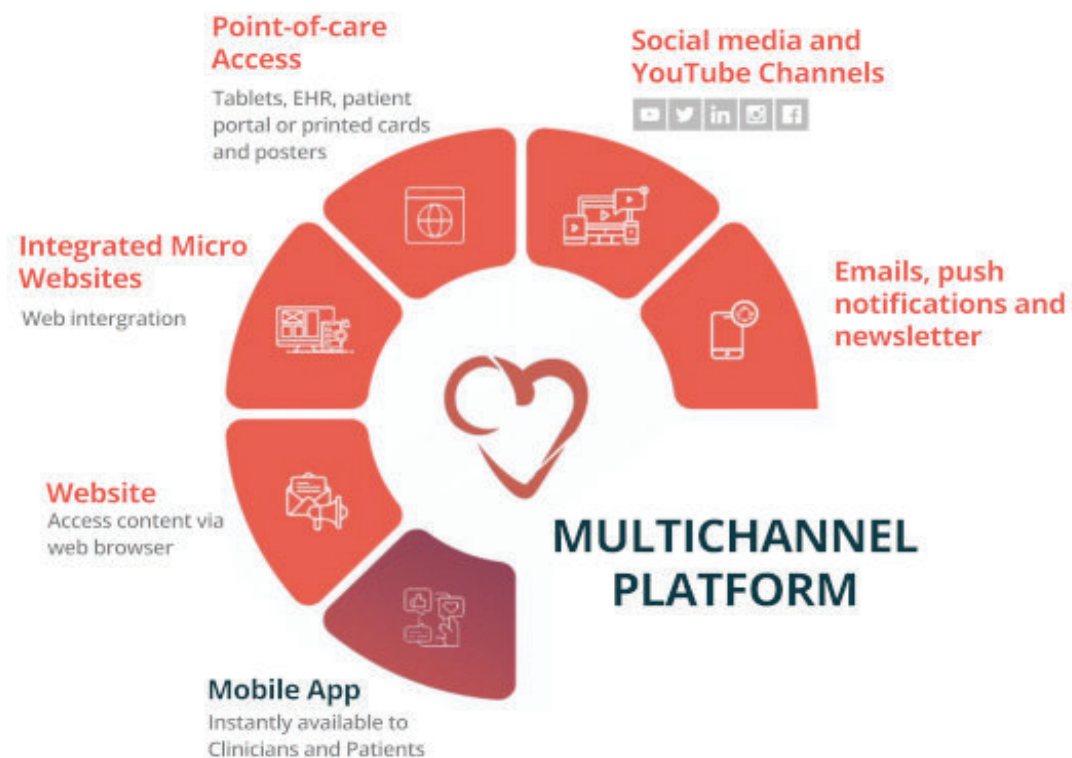 Point-of-care
Access
Tablets, EHR, patient
portal or printed cards
and posters
Social media and
YouTube Channels
Integrated Micro
Websites
Web intergration
Emails, push
notifications and
newsletter
Website
Access content via
web browser
MULTICHANNEL
PLATFORM
Mobile App
Instantly available to
Clinicians and Patients